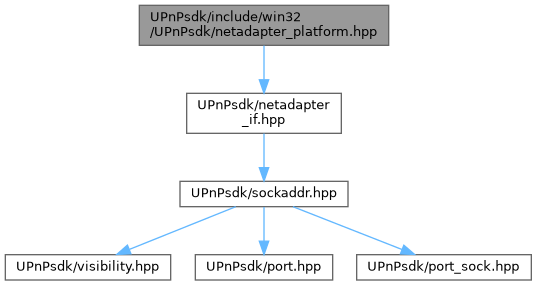 UPnPsdk/include/win32
/UPnPsdk/netadapter_platform.hpp
UPnPsdk/netadapter
_if.hpp
UPnPsdk/sockaddr.hpp
UPnPsdk/visibility.hpp
UPnPsdk/port.hpp
UPnPsdk/port_sock.hpp